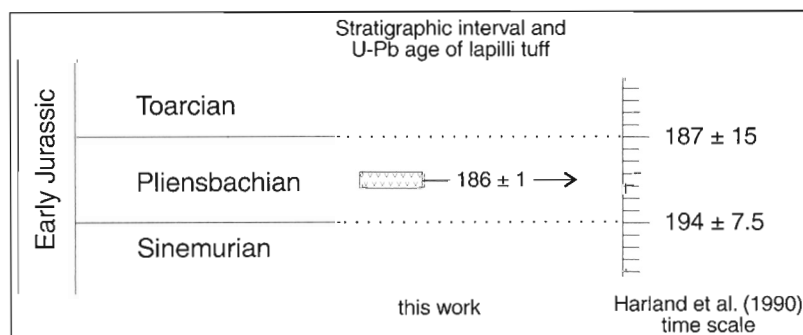 Stratigraphic interval and
U-Pb age of lapilli tuff
Early Jurassic
Toarcian
187 ± 15
Pliensbachian
186 ± 1
194 ± 7.5
Sinemurian
this work
Harland et al. (1990)
time scale